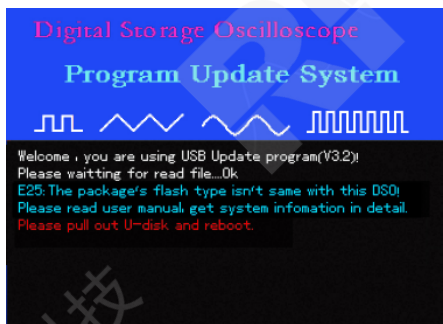 Digital Storage Oscilloscope
Program Update System
Welcome , you are using USB Update program(V3.2)!
Please waitting for read file...Ok
E25: The package's flash type isn't same with this DSO!
Please read user manual, get system infomation in detail.
Please pull out U-disk and reboot.
技